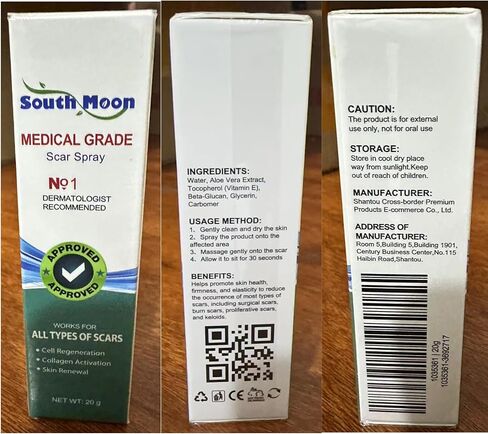 South Moon
MEDICAL GRADE
Scar Spray
No1
DERMATOLOGIST
RECOMMENDED
APPROVED
APPROVED
WORKS FOR
ALL TYPES OF SCARS
• Cell Regeneration
• Collagen Activation
• Skin Renewal
NET WT: 20 g
INGREDIENTS:
Water, Aloe Vera Extract,
Tocopherol (Vitamin E),
Beta-Glucan, Glycerin,
Carbomer
USAGE METHOD:
1. Gently clean and dry the skin
2. Spray the product onto the
affected area
3. Massage gently onto the scar
4. Allow it to sit for 30 seconds
BENEFITS:
Helps promote skin health,
firmness, and elasticity to reduce
the occurrence of most types of
scars, including surgical scars,
burn scars, proliferative scars,
and keloids.
CE
CAUTION:
The product is for external
use only, not for oral use
STORAGE:
Store in cool dry place
way from sunlight.Keep
out of reach of children.
MANUFACTURER:
Shantou Cross-border Premium
Products E-commerce Co., Ltd.
ADDRESS OF
MANUFACTURER:
Room 5,Building 5,Building 1901,
Century Business Center,No.115
Haibin Road,Shantou.